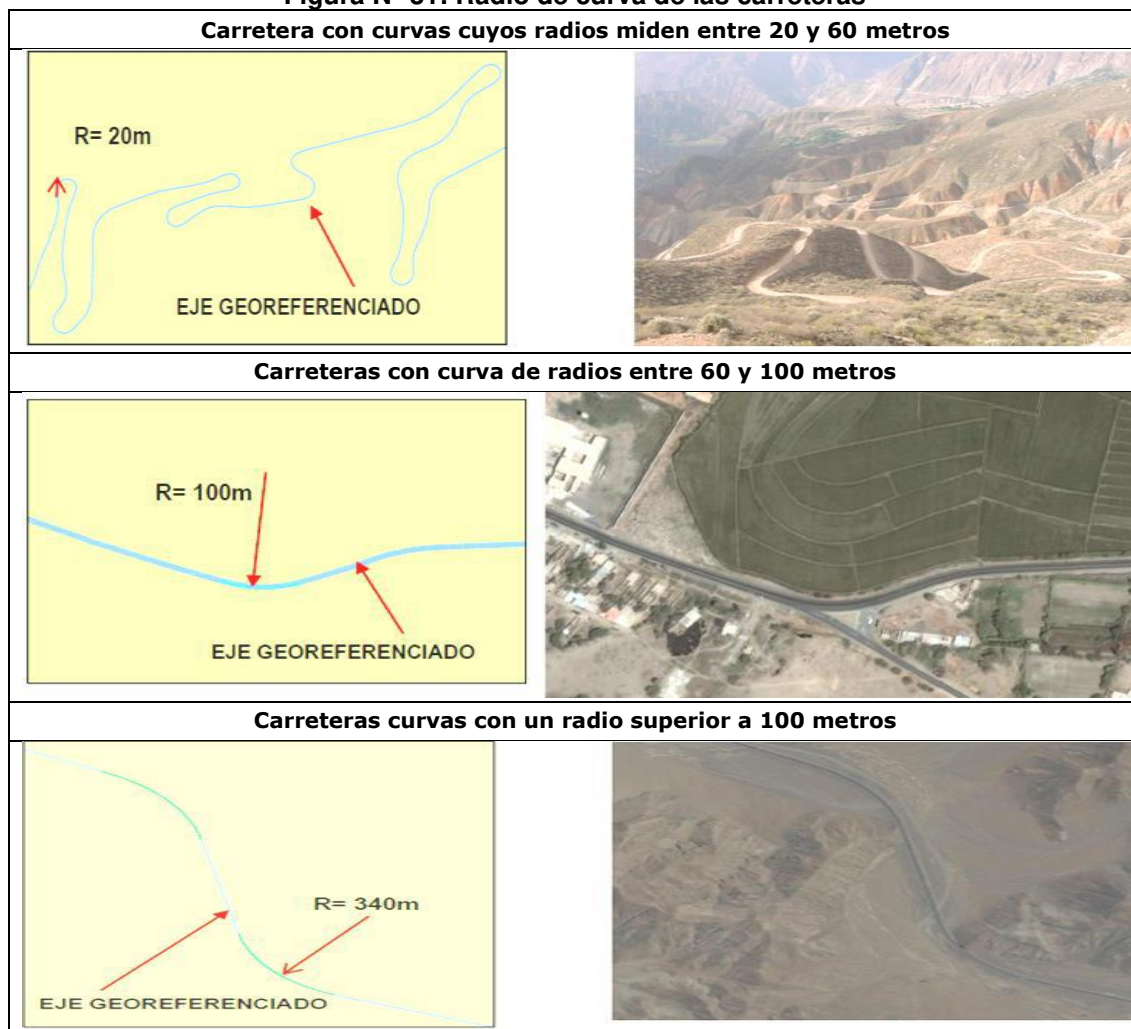 Carretera con curvas cuyos radios miden entre 20 y 60 metros
R= 20m
EJE GEOREFERENCIADO
Carreteras con curva de radios entre 60 y 100 metros
R= 100m
EJE GEOREFERENCIADO
Carreteras curvas con un radio superior a 100 metros
R= 340m
EJE GEOREFERENCIADO